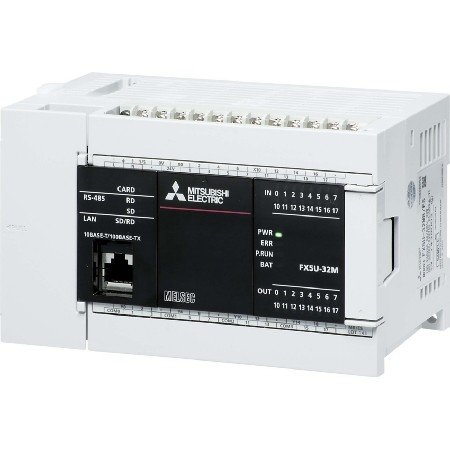 CARD
RS-485 RD
SD
LAN SD/RD
10BASE-T/100BASE-TX
MITSUBISHI
ELECTRIC
MELSEC
IN 0 1 2 3 4 5 6 7
10 11 12 13 14 15 16 17
PWR
ERR
P.RUN
BAT
FX5U-32M
OUT 0 1 2 3 4 5 6 7
10 11 12 13 14 15 16 17